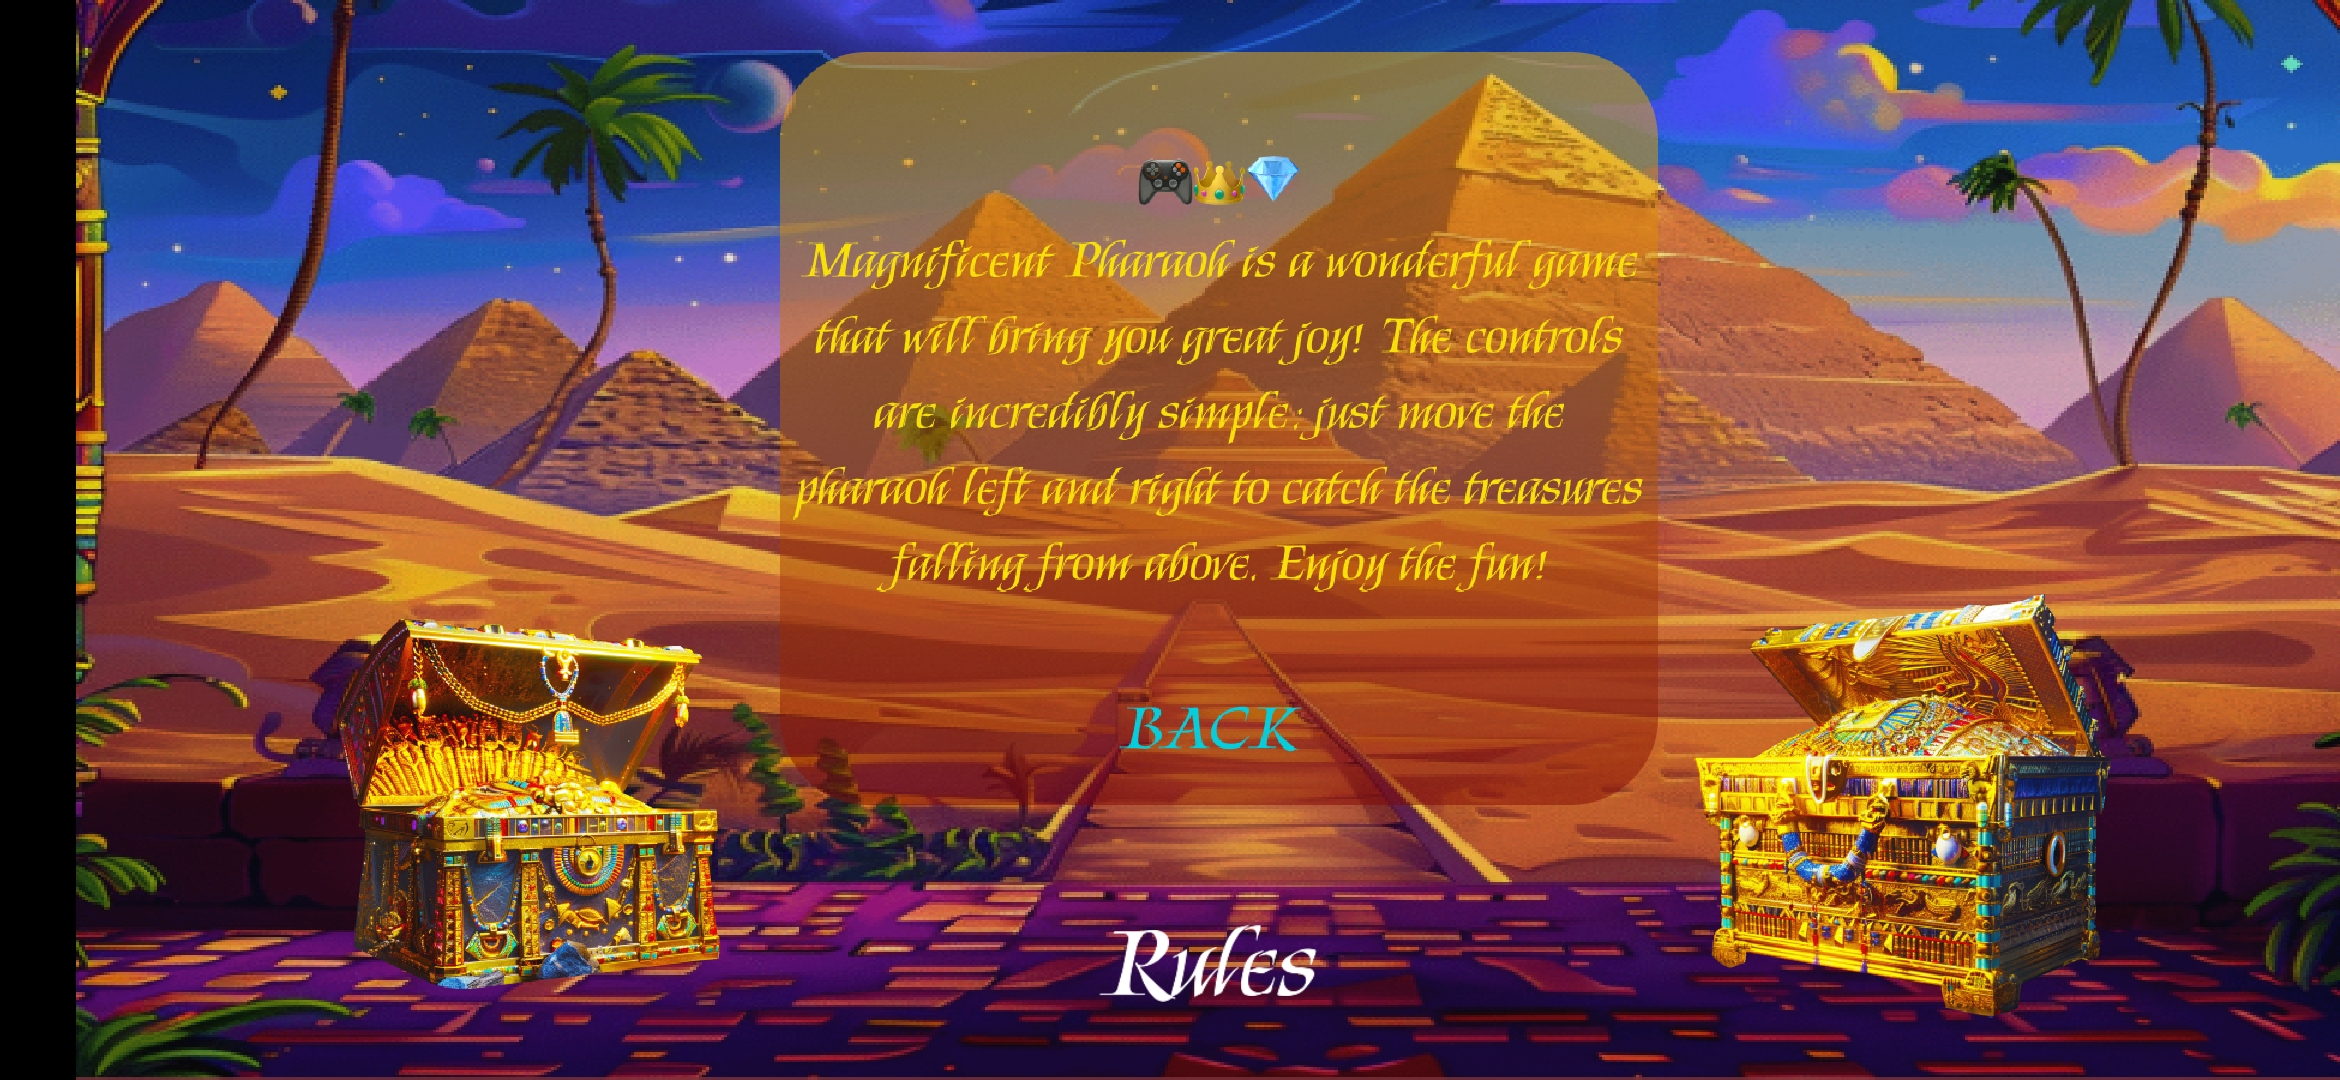 🎮👑💎
Magnificent Pharaoh is a wonderful game
that will bring you great joy! The controls
are incredibly simple: just move the
pharaoh left and right to catch the treasures
falling from above. Enjoy the fun!
BACK
Rules